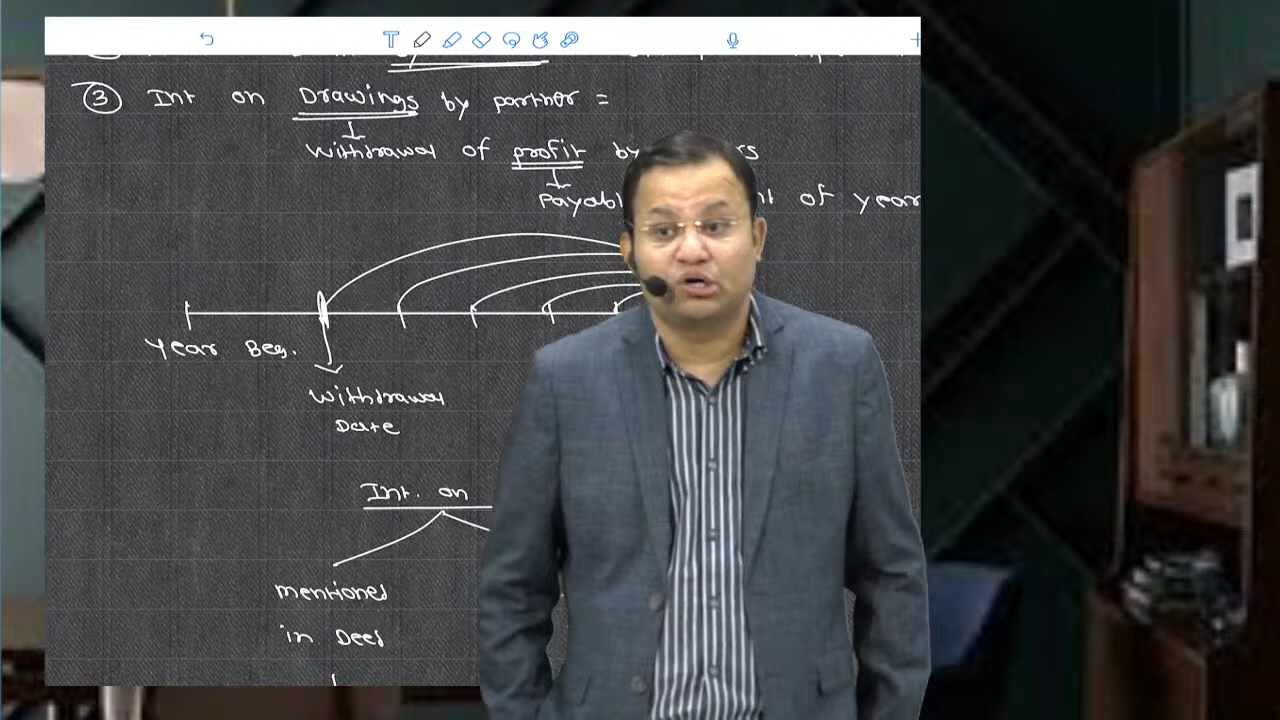 ③ Int on Drawings by partner =
withdrawal of profit by
Payabl of year
Year Beg.
withdrawal
Date
Int. on
mentioned
in Deed